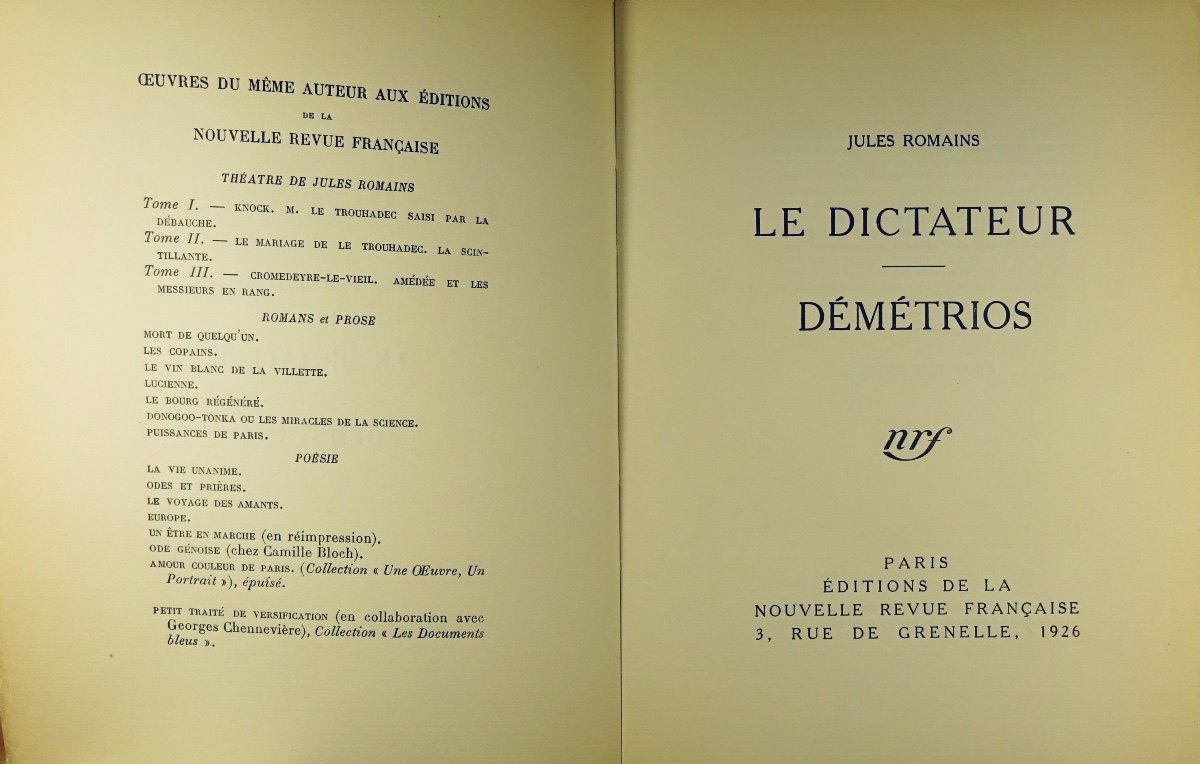 ŒUVRES DU MÊME AUTEUR AUX ÉDITIONS
DE LA
NOUVELLE REVUE FRANÇAISE
THÉATRE DE JULES ROMAINS
Tome I. — KNOCK. M. LE TROUHADEC SAISI PAR LA
DÉBAUCHE.
Tome II. — LE MARIAGE DE LE TROUHADEC. LA SCIN-
TILLANTE.
Tome III. — CROMEDEYRE-LE-VIEIL. AMÉDÉE ET LES
MESSIEURS EN RANG.
ROMANS et PROSE
MORT DE QUELQU'UN.
LES COPAINS.
LE VIN BLANC DE LA VILLETTE.
LUCIENNE.
LE BOURG RÉGÉNÉRÉ.
DONOGOO-TONKA OU LES MIRACLES DE LA SCIENCE.
PUISSANCES DE PARIS.
POÉSIE
LA VIE UNANIME.
ODES ET PRIÈRES.
LE VOYAGE DES AMANTS.
EUROPE.
UN ÊTRE EN MARCHE (en réimpression).
ODE GÉNOISE (chez Camille Bloch).
AMOUR COULEUR DE PARIS. (Collection « Une Œuvre, Un
Portrait »), épuisé.
PETIT TRAITÉ DE VERSIFICATION (en collaboration avec
Georges Chennevière), Collection « Les Documents
bleus ».
JULES ROMAINS
LE DICTATEUR
DÉMÉTRIOS
nrf
PARIS
ÉDITIONS DE LA
NOUVELLE REVUE FRANÇAISE
3, RUE DE GRENELLE, 1926